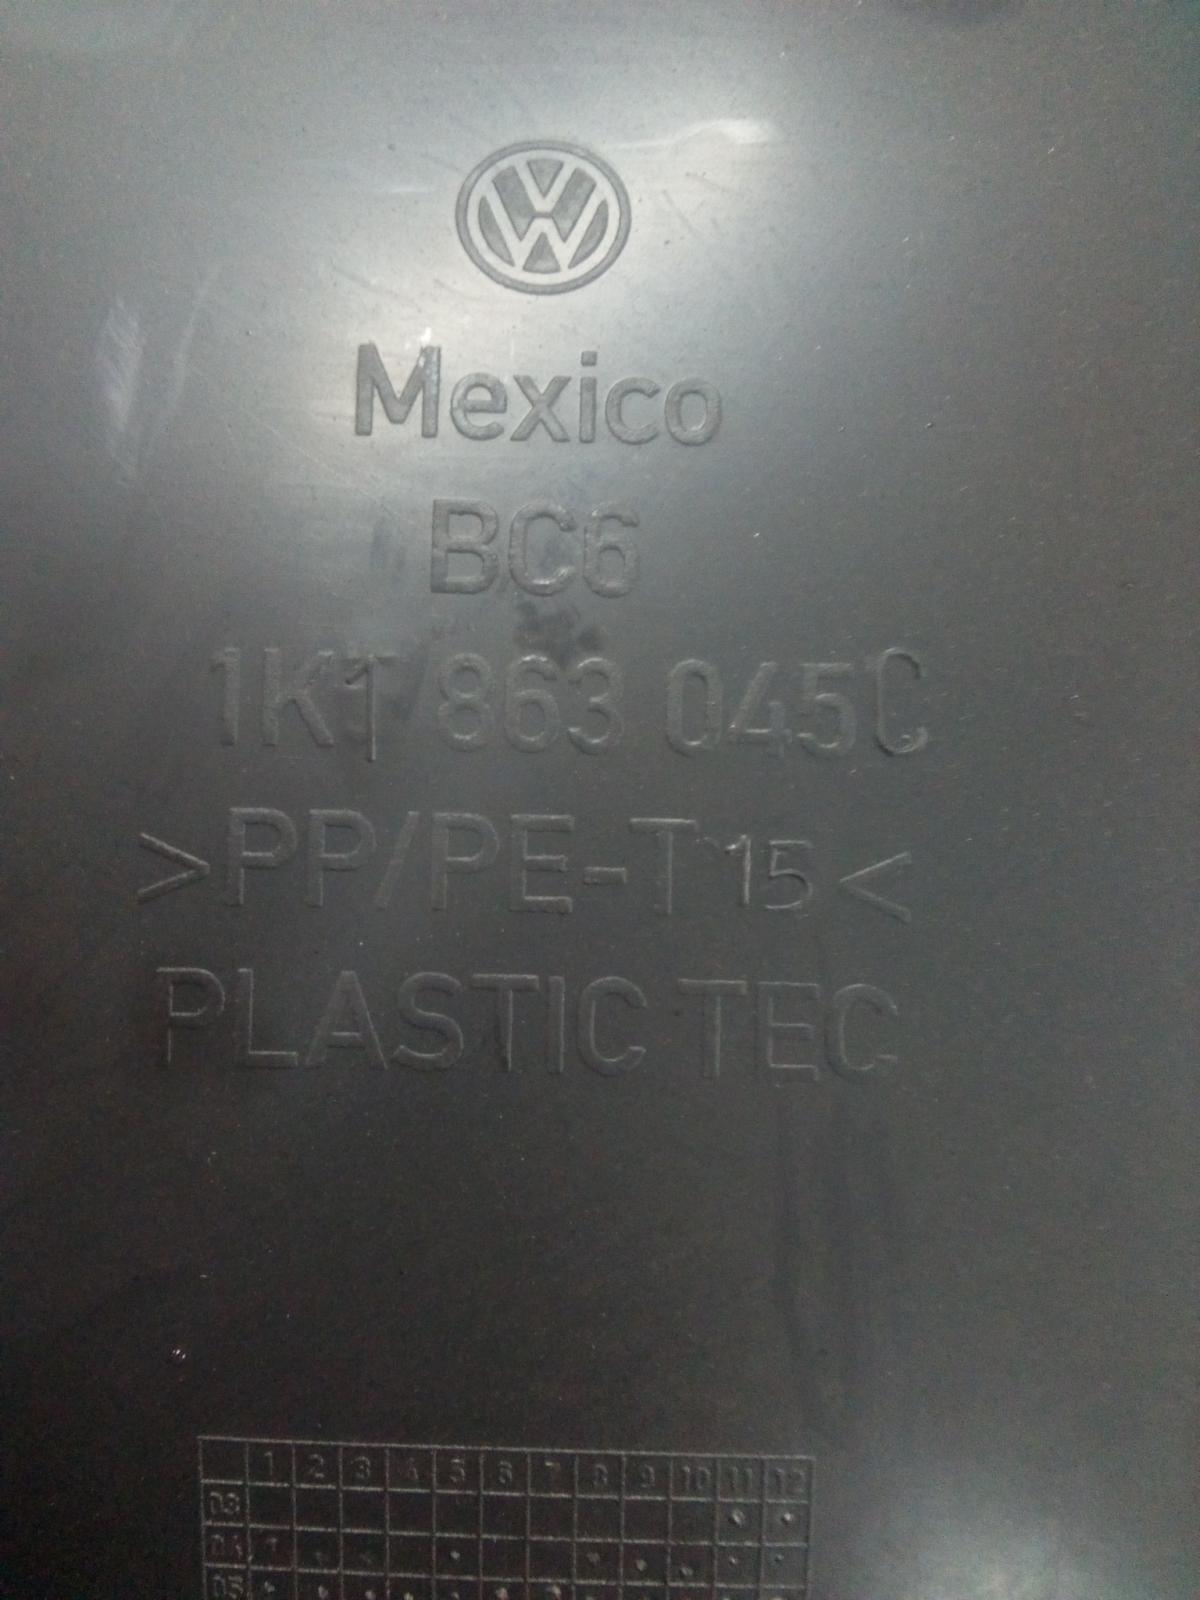 Mexico
BC6
1K1 863 045C
>PP/PE-T15<
PLASTIC TEC
1 2 3 4 5 6 7 8 9 10 11 12
03
04
05